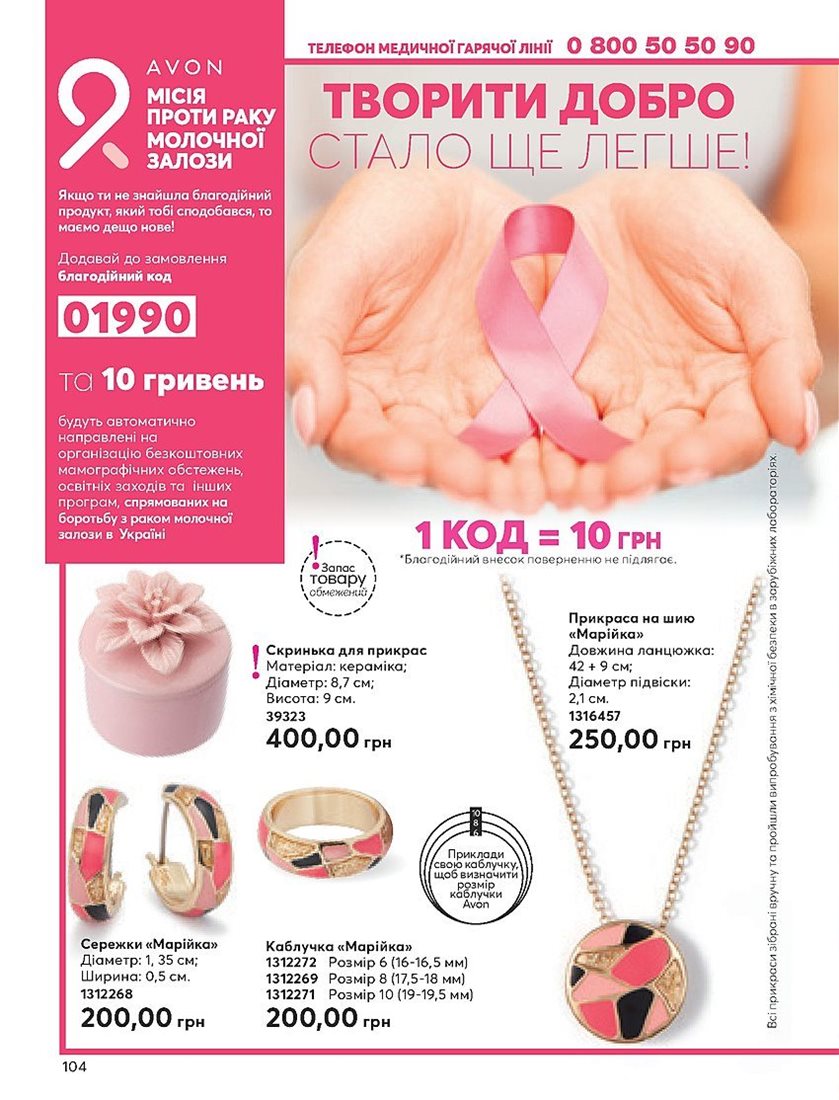 ТЕЛЕФОН МЕДИЧНОЇ ГАРЯЧОЇ ЛІНІЇ 0 800 50 50 90
AVON
МІСІЯ
ПРОТИ РАКУ
МОЛОЧНОЇ
ЗАЛОЗИ
Якщо ти не знайшла благодійний
продукт, який тобі сподобався, то
маємо дещо нове!
Додавай до замовлення
благодійний код
01990
та 10 гривень
будуть автоматично
направлені на
організацію безкоштовних
мамографічних обстежень,
освітніх заходів та інших
програм, спрямованих на
боротьбу з раком молочної
залози в Україні
ТВОРИТИ ДОБРО
СТАЛО ЩЕ ЛЕГШЕ!
1 КОД = 10 ГРН
*Благодійний внесок поверненню не підлягає.
! Запас
товару
обмежений
! Скринька для прикрас
Матеріал: кераміка;
Діаметр: 8,7 см;
Висота: 9 см.
39323
400,00 грн
Прикраса на шию
«Марійка»
Довжина ланцюжка:
42 + 9 см;
Діаметр підвіски:
2,1 см.
1316457
250,00 грн
Сережки «Марійка»
Діаметр: 1, 35 см;
Ширина: 0,5 см.
1312268
200,00 грн
Каблучка «Марійка»
1312272 Розмір 6 (16-16,5 мм)
1312269 Розмір 8 (17,5-18 мм)
1312271 Розмір 10 (19-19,5 мм)
200,00 грн
10
8
6
Приклади
свою каблучку,
щоб визначити
розмір
каблучки
Avon
Всі прикраси зібрані вручну та пройшли випробування з хімічної безпеки в зарубіжних лабораторіях.
104